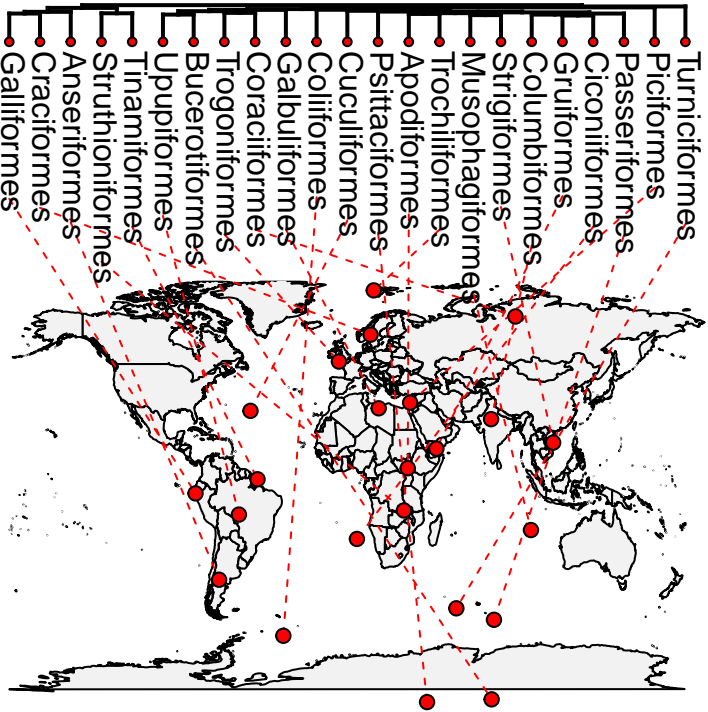 Galliformes
Craciformes
Anseriformes
Struthioniformes
Tinamiformes
Upupiformes
Bucerotiformes
Trogoniformes
Coraciiformes
Galbuliformes
Coliiformes
Cuculiformes
Psittaciformes
Apodiformes
Trochiliformes
Musophagiformes
Strigiformes
Columbiformes
Gruiformes
Ciconiiformes
Passeriformes
Piciformes
Turniciformes